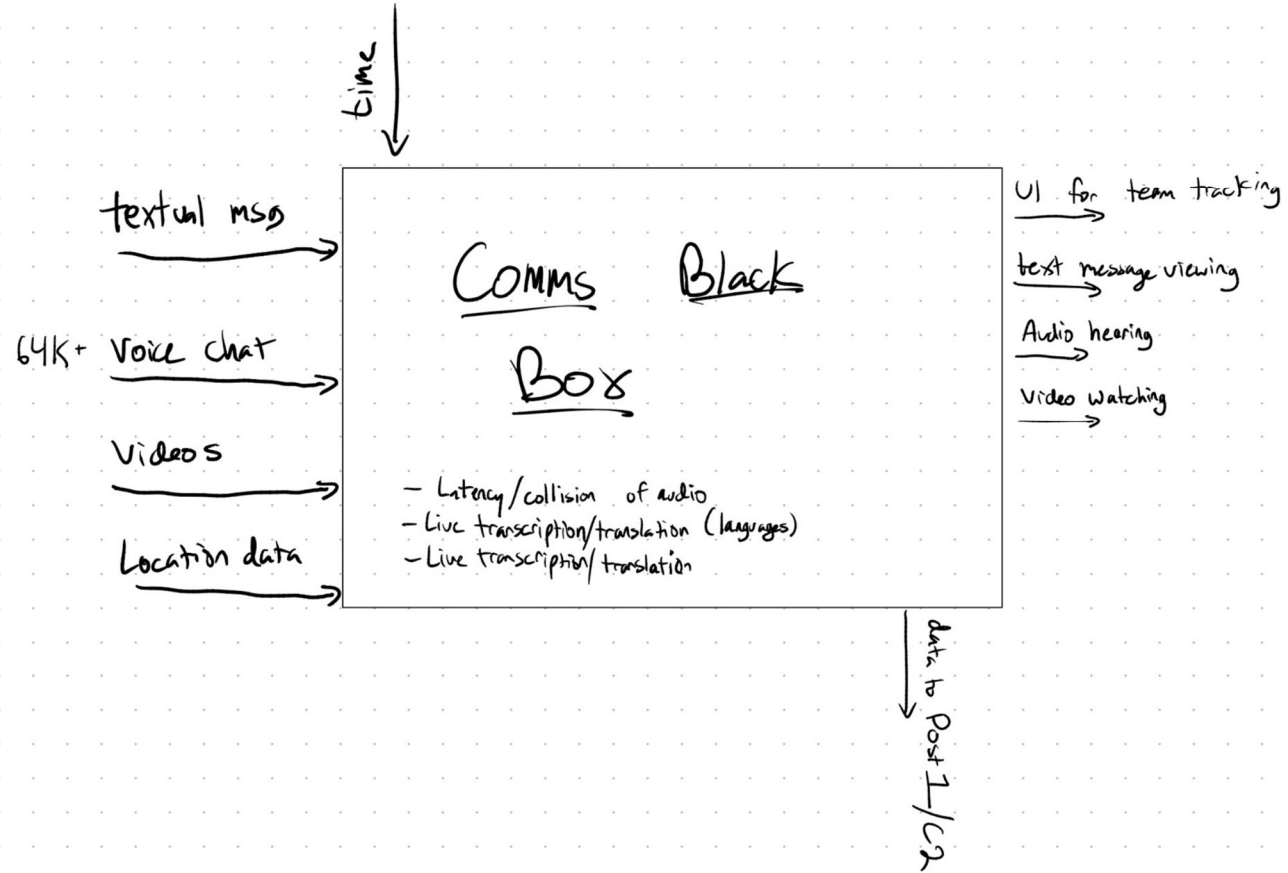 time
textual msg
64K+ Voice chat
Videos
Location data
Comms Black
Box
- Latency/collision of audio
- Live transcription/translation (languages)
- Live transcription/translation
UI for team tracking
text message viewing
Audio hearing
Video watching
data to Post 1/C2